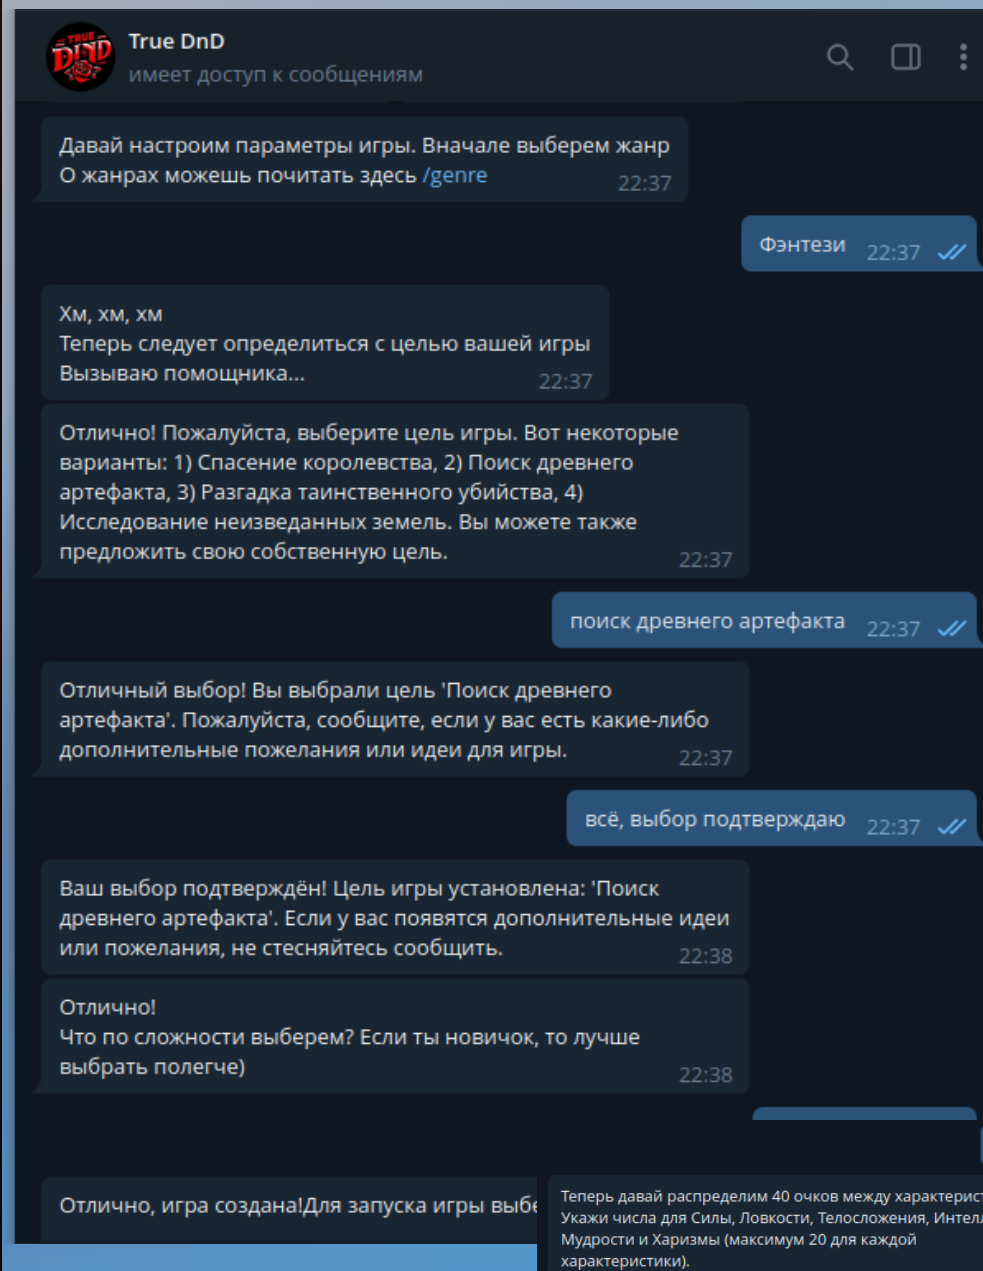 TRUE
DND
True DnD
имеет доступ к сообщениям
Давай настроим параметры игры. Вначале выберем жанр
О жанрах можешь почитать здесь /genre
22:37
Фэнтези 22:37
Хм, хм, хм
Теперь следует определиться с целью вашей игры
Вызываю помощника...
22:37
Отлично! Пожалуйста, выберите цель игры. Вот некоторые
варианты: 1) Спасение королевства, 2) Поиск древнего
артефакта, 3) Разгадка таинственного убийства, 4)
Исследование неизведанных земель. Вы можете также
предложить свою собственную цель.
22:37
поиск древнего артефакта 22:37
Отличный выбор! Вы выбрали цель 'Поиск древнего
артефакта'. Пожалуйста, сообщите, если у вас есть какие-либо
дополнительные пожелания или идеи для игры.
22:37
всё, выбор подтверждаю 22:37
Ваш выбор подтверждён! Цель игры установлена: 'Поиск
древнего артефакта'. Если у вас появятся дополнительные идеи
или пожелания, не стесняйтесь сообщить.
22:38
Отлично!
Что по сложности выберем? Если ты новичок, то лучше
выбрать полегче)
22:38
Отлично, игра создана!Для запуска игры выбе
Теперь давай распределим 40 очков между характерист
Укажи числа для Силы, Ловкости, Телосложения, Интел
Мудрости и Харизмы (максимум 20 для каждой
характеристики).